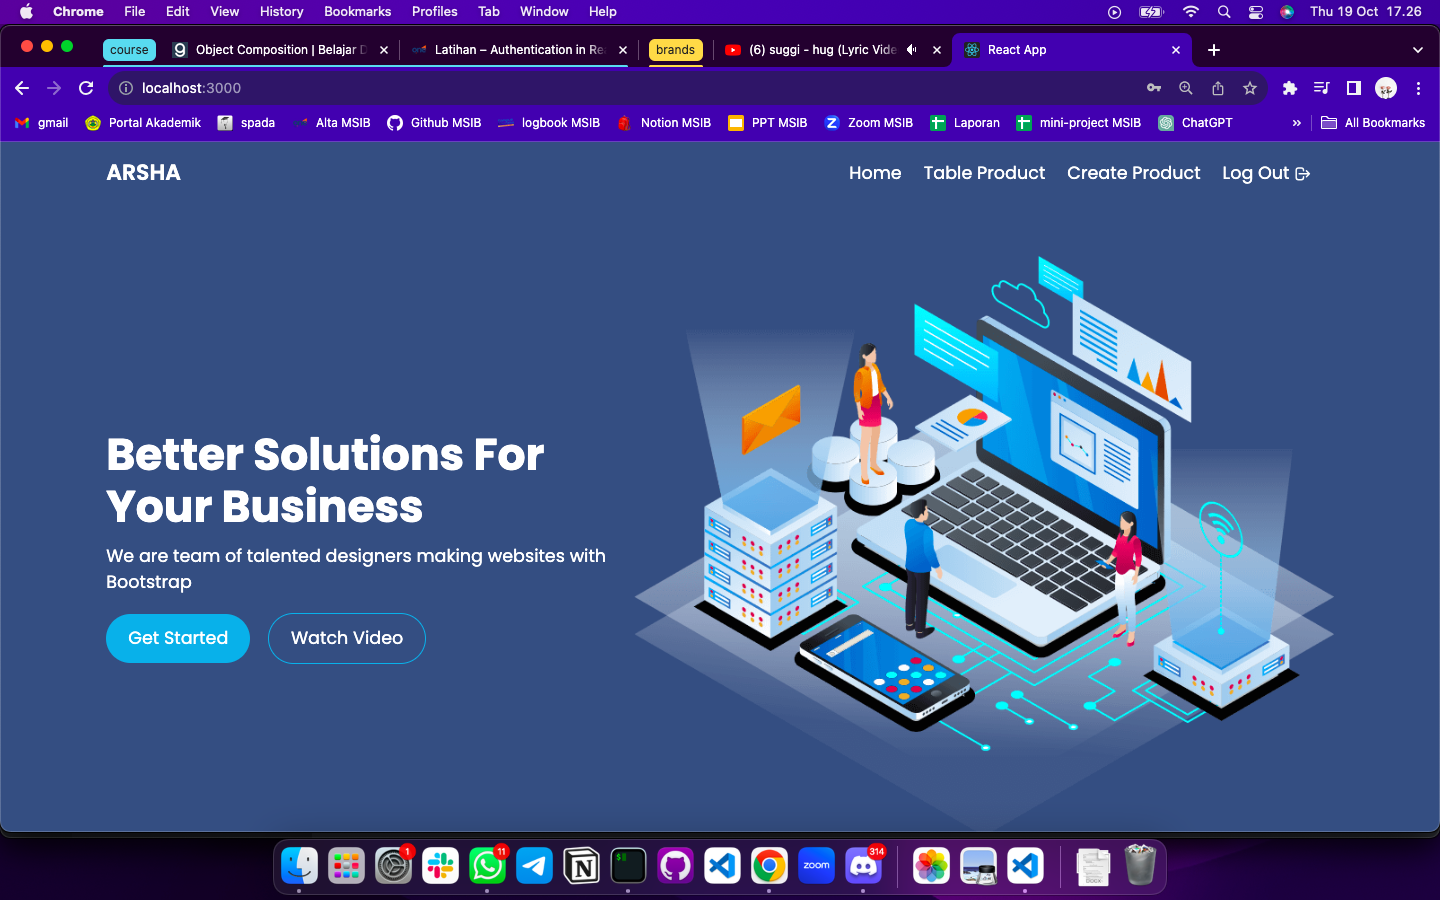 Chrome File Edit View History Bookmarks Profiles Tab Window Help Thu 19 Oct 17.26
course Object Composition | Belajar D Latihan – Authentication in Re brands (6) suggi - hug (Lyric Vide React App
localhost:3000
gmail Portal Akademik spada Alta MSIB Github MSIB logbook MSIB Notion MSIB PPT MSIB Zoom MSIB Laporan mini-project MSIB ChatGPT » All Bookmarks
ARSHA Home Table Product Create Product Log Out
Better Solutions For
Your Business
We are team of talented designers making websites with
Bootstrap
Get Started Watch Video
1 11 314
zoom
DOCX